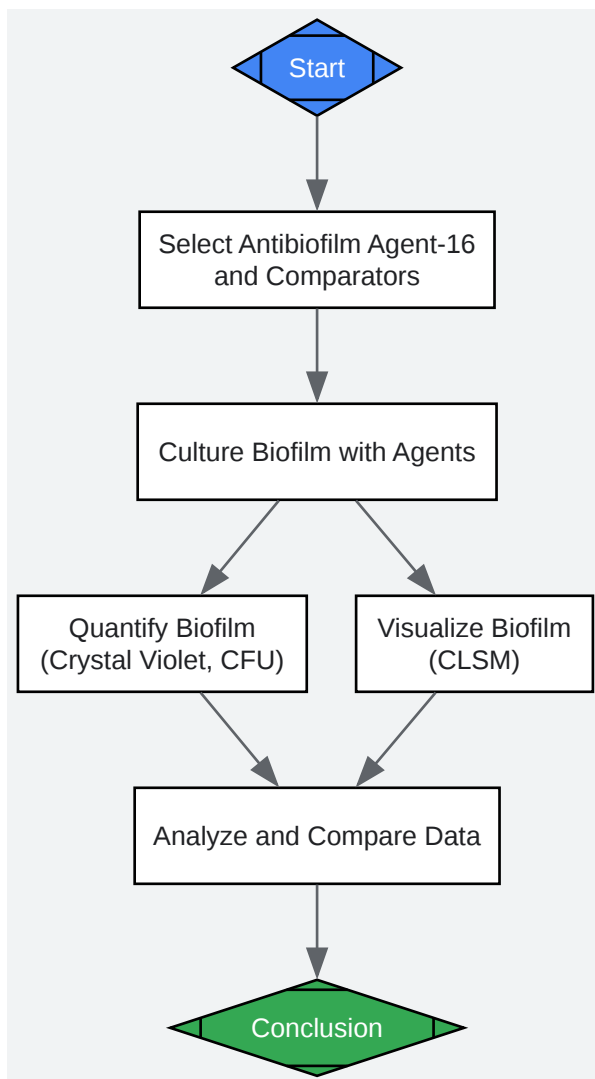 Start
Select Antibiofilm Agent-16
and Comparators
Culture Biofilm with Agents
Quantify Biofilm
(Crystal Violet, CFU)
Visualize Biofilm
(CLSM)
Analyze and Compare Data
Conclusion